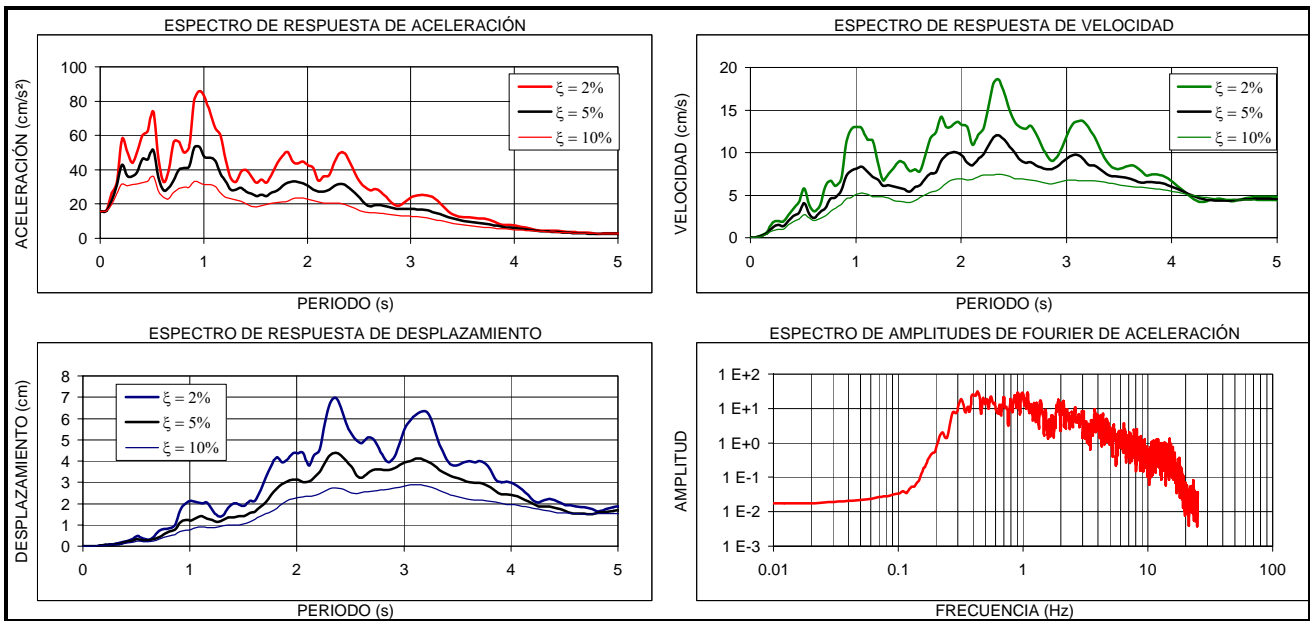 ESPECTRO DE RESPUESTA DE ACELERACIÓN
ACELERACIÓN (cm/s²)
100
80
60
40
20
0
0 1 2 3 4 5
PERIODO (s)
ξ = 2%
ξ = 5%
ξ = 10%
ESPECTRO DE RESPUESTA DE VELOCIDAD
VELOCIDAD (cm/s)
20
15
10
5
0
0 1 2 3 4 5
PERIODO (s)
ξ = 2%
ξ = 5%
ξ = 10%
ESPECTRO DE RESPUESTA DE DESPLAZAMIENTO
DESPLAZAMIENTO (cm)
8
7
6
5
4
3
2
1
0
0 1 2 3 4 5
PERIODO (s)
ξ = 2%
ξ = 5%
ξ = 10%
ESPECTRO DE AMPLITUDES DE FOURIER DE ACELERACIÓN
AMPLITUD
1 E+2
1 E+1
1 E+0
1 E-1
1 E-2
1 E-3
0.01 0.1 1 10 100
FRECUENCIA (Hz)